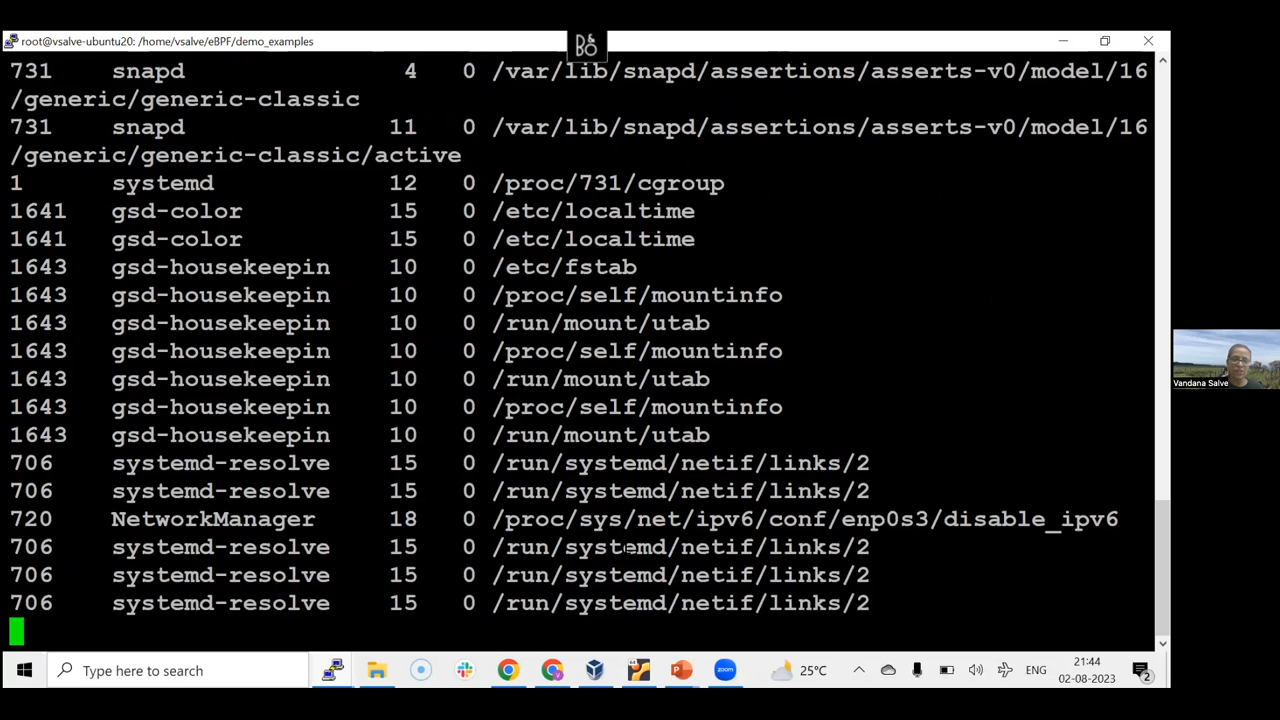 root@vsalve-ubuntu20: /home/vsalve/eBPF/demo_examples
B&O
731 snapd 4 0 /var/lib/snapd/assertions/asserts-v0/model/16
/generic/generic-classic
731 snapd 11 0 /var/lib/snapd/assertions/asserts-v0/model/16
/generic/generic-classic/active
1 systemd 12 0 /proc/731/cgroup
1641 gsd-color 15 0 /etc/localtime
1641 gsd-color 15 0 /etc/localtime
1643 gsd-housekeepin 10 0 /etc/fstab
1643 gsd-housekeepin 10 0 /proc/self/mountinfo
1643 gsd-housekeepin 10 0 /run/mount/utab
1643 gsd-housekeepin 10 0 /proc/self/mountinfo
1643 gsd-housekeepin 10 0 /run/mount/utab
1643 gsd-housekeepin 10 0 /proc/self/mountinfo
1643 gsd-housekeepin 10 0 /run/mount/utab
706 systemd-resolve 15 0 /run/systemd/netif/links/2
706 systemd-resolve 15 0 /run/systemd/netif/links/2
720 NetworkManager 18 0 /proc/sys/net/ipv6/conf/enp0s3/disable_ipv6
706 systemd-resolve 15 0 /run/systemd/netif/links/2
706 systemd-resolve 15 0 /run/systemd/netif/links/2
706 systemd-resolve 15 0 /run/systemd/netif/links/2
Vandana Salve
Type here to search
zoom
25°C
ENG
21:44
02-08-2023
2